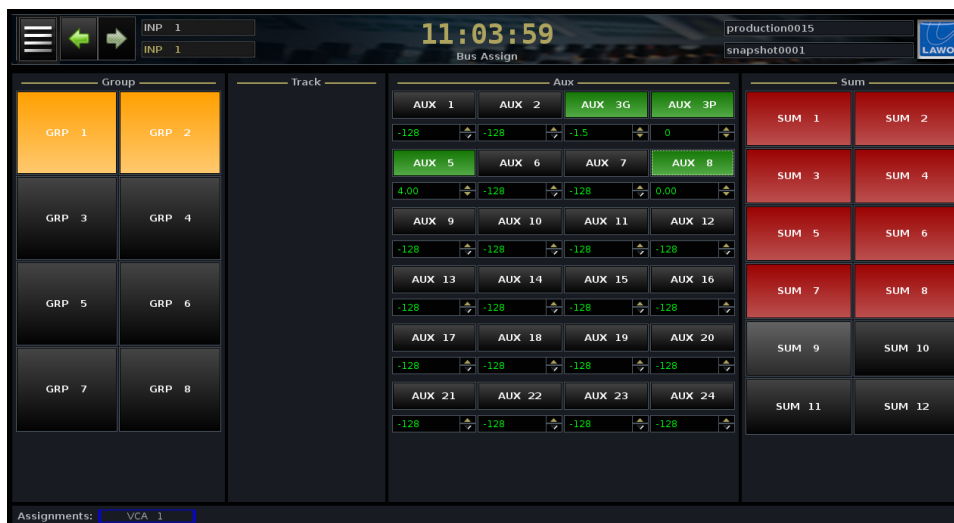 INP 1
INP 1
11:03:59
Bus Assign
production0015
snapshot0001
LAWO
Group
GRP 1 GRP 2
GRP 3 GRP 4
GRP 5 GRP 6
GRP 7 GRP 8
Track
Aux
AUX 1 AUX 2 AUX 3G AUX 3P
-128 -128 -1.5 0
AUX 5 AUX 6 AUX 7 AUX 8
4.00 -128 -128 0.00
AUX 9 AUX 10 AUX 11 AUX 12
-128 -128 -128 -128
AUX 13 AUX 14 AUX 15 AUX 16
-128 -128 -128 -128
AUX 17 AUX 18 AUX 19 AUX 20
-128 -128 -128 -128
AUX 21 AUX 22 AUX 23 AUX 24
-128 -128 -128 -128
Sum
SUM 1 SUM 2
SUM 3 SUM 4
SUM 5 SUM 6
SUM 7 SUM 8
SUM 9 SUM 10
SUM 11 SUM 12
Assignments: VCA 1